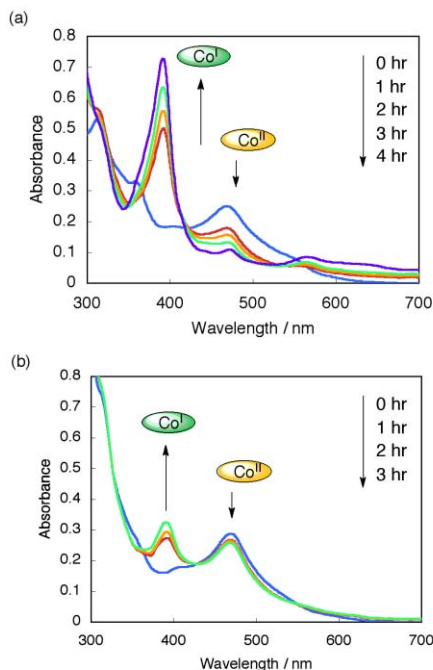 (a)
0.8
0.7
0.6
0.5
0.4
0.3
0.2
0.1
0
Absorbance
Co^I
Co^II
0 hr
1 hr
2 hr
3 hr
4 hr
300 400 500 600 700
Wavelength / nm
(b)
0.8
0.7
0.6
0.5
0.4
0.3
0.2
0.1
0
Absorbance
Co^I
Co^II
0 hr
1 hr
2 hr
3 hr
300 400 500 600 700
Wavelength / nm